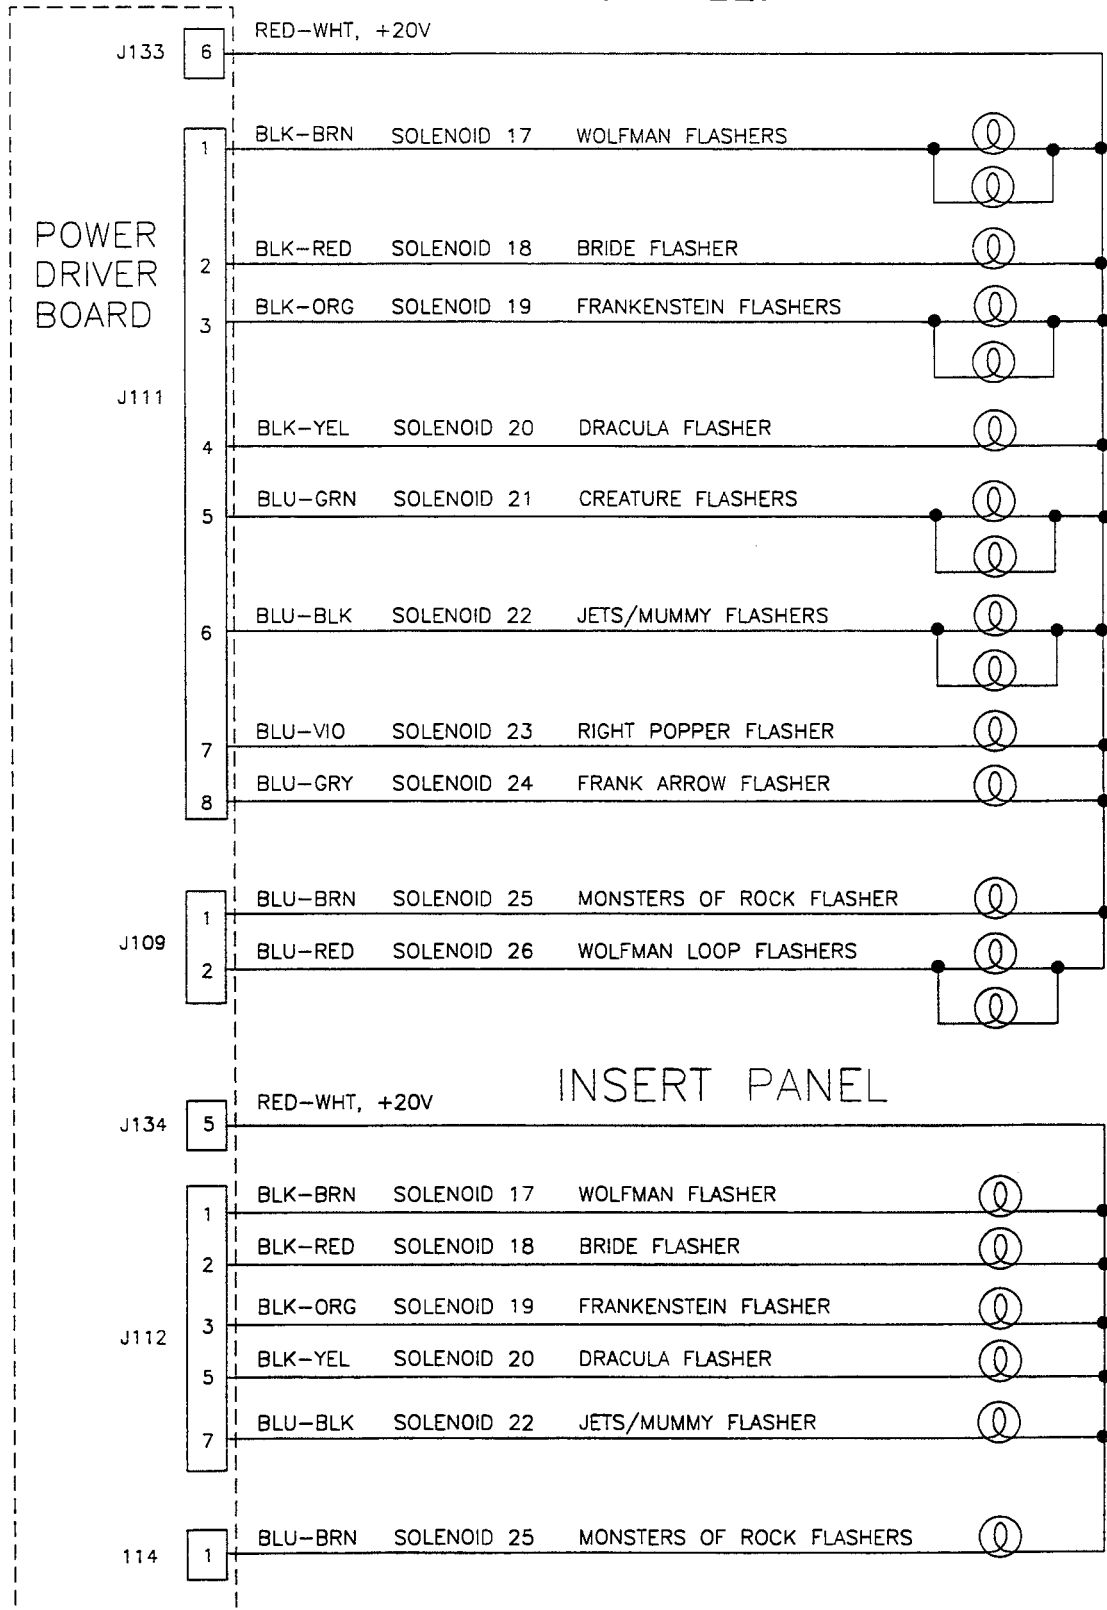 RED-WHT, +20V
J133 6
1 BLK-BRN SOLENOID 17 WOLFMAN FLASHERS
POWER
DRIVER
BOARD
2 BLK-RED SOLENOID 18 BRIDE FLASHER
3 BLK-ORG SOLENOID 19 FRANKENSTEIN FLASHERS
J111
4 BLK-YEL SOLENOID 20 DRACULA FLASHER
5 BLU-GRN SOLENOID 21 CREATURE FLASHERS
6 BLU-BLK SOLENOID 22 JETS/MUMMY FLASHERS
7 BLU-VIO SOLENOID 23 RIGHT POPPER FLASHER
8 BLU-GRY SOLENOID 24 FRANK ARROW FLASHER
1 BLU-BRN SOLENOID 25 MONSTERS OF ROCK FLASHER
J109
2 BLU-RED SOLENOID 26 WOLFMAN LOOP FLASHERS
INSERT PANEL
RED-WHT, +20V
J134 5
1 BLK-BRN SOLENOID 17 WOLFMAN FLASHER
2 BLK-RED SOLENOID 18 BRIDE FLASHER
3 BLK-ORG SOLENOID 19 FRANKENSTEIN FLASHER
J112
5 BLK-YEL SOLENOID 20 DRACULA FLASHER
7 BLU-BLK SOLENOID 22 JETS/MUMMY FLASHER
114 1 BLU-BRN SOLENOID 25 MONSTERS OF ROCK FLASHERS